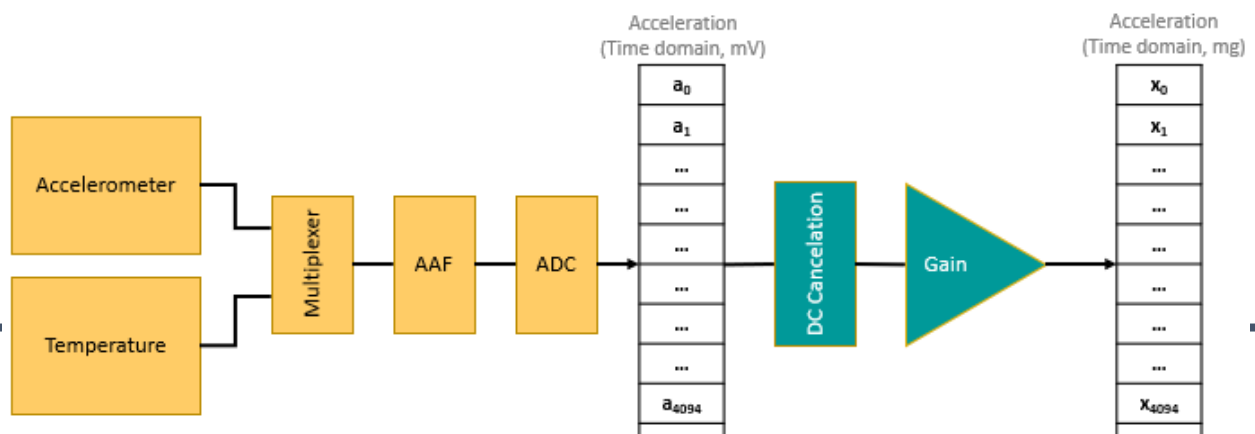 Acceleration
(Time domain, mV)
Acceleration
(Time domain, mg)
a0
a1
...
...
...
...
...
...
a4094
x0
x1
...
...
...
...
...
...
x4094
Accelerometer
Temperature
Multiplexer
AAF
ADC
DC Cancelation
Gain